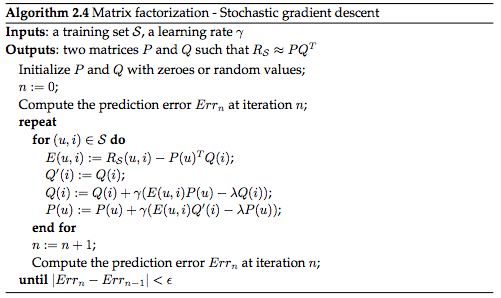 Algorithm 2.4 Matrix factorization - Stochastic gradient descent
Inputs: a training set 𝒮, a learning rate γ
Outputs: two matrices P and Q such that R_𝒮 ≈ PQ^T
Initialize P and Q with zeroes or random values;
n := 0;
Compute the prediction error Err_n at iteration n;
repeat
for (u, i) ∈ 𝒮 do
E(u, i) := R_𝒮(u, i) − P(u)^T Q(i);
Q′(i) := Q(i);
Q(i) := Q(i) + γ(E(u, i)P(u) − λQ(i));
P(u) := P(u) + γ(E(u, i)Q′(i) − λP(u));
end for
n := n + 1;
Compute the prediction error Err_n at iteration n;
until |Err_n − Err_{n−1}| < ϵ